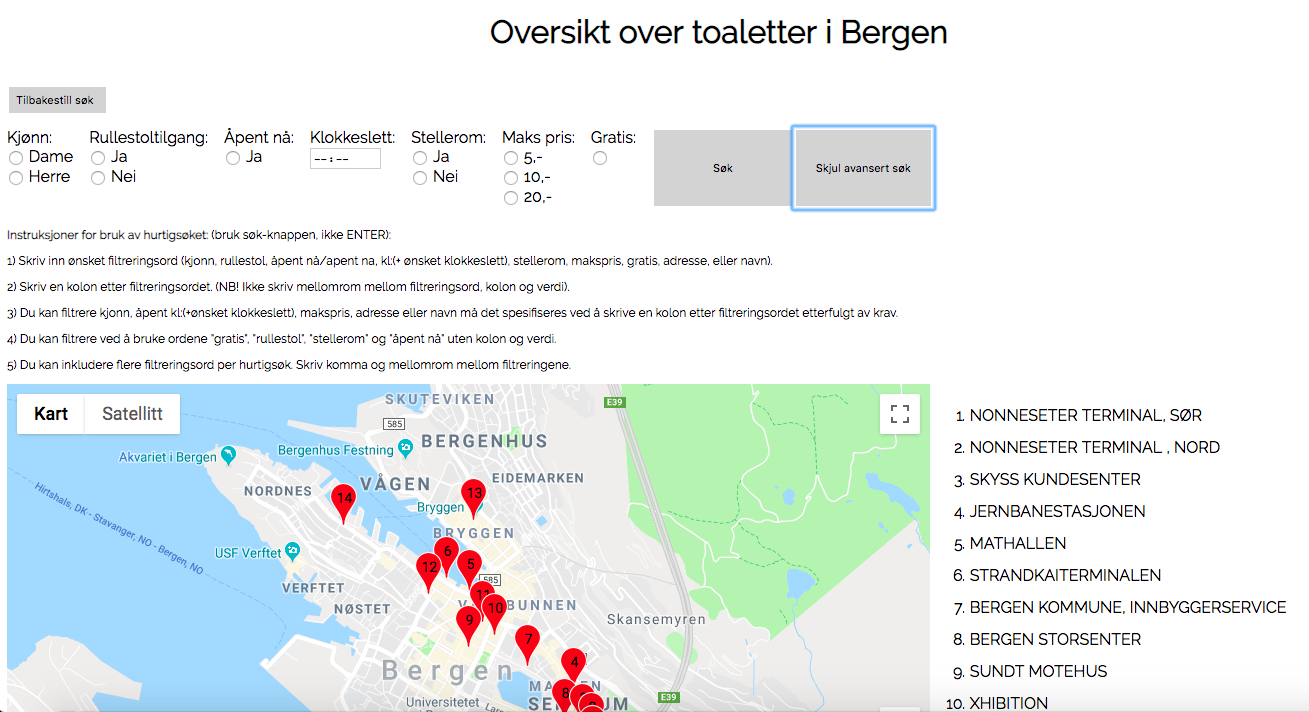 Oversikt over toaletter i Bergen
Tilbakestill søk
Kjønn: Rullestoltilgang: Åpent nå: Klokkeslett: Stellerom: Maks pris: Gratis:
Dame Ja Ja --:-- Ja 5,-
Herre Nei Nei 10,-
20,-
Søk Skjul avansert søk
Instruksjoner for bruk av hurtigsøket: (bruk søk-knappen, ikke ENTER):
1) Skriv inn ønsket filtreringsord (kjonn, rullestol, åpent nå/apent na, kl:(+ ønsket klokkeslett), stellerom, makspris, gratis, adresse, eller navn).
2) Skriv en kolon etter filtreringsordet. (NB! Ikke skriv mellomrom mellom filtreringsord, kolon og verdi).
3) Du kan filtrere kjonn, åpent kl:(+ønsket klokkeslett), makspris, adresse eller navn må det spesifiseres ved å skrive en kolon etter filtreringsordet etterfulgt av krav.
4) Du kan filtrere ved å bruke ordene "gratis", "rullestol", "stellerom" og "åpent nå" uten kolon og verdi.
5) Du kan inkludere flere filtreringsord per hurtigsøk. Skriv komma og mellomrom mellom filtreringene.
Kart Satellitt
SKUTEVIKEN
E39
585
BERGENHUS
Bergenhus Festning
Akvariet i Bergen
EIDEMARKEN
VÅGEN
NORDNES
14
13
Bryggen
Hirtshals, DK - Stavanger, NO - Bergen, NO
BRYGGEN
USF Verftet
6
12
5
585
VERFTET
11
NØSTET
10
BUNNEN
9
Skansemyren
7
Bergen
4
8
E39
Universitetet
1. NONNESETER TERMINAL, SØR
2. NONNESETER TERMINAL , NORD
3. SKYSS KUNDESENTER
4. JERNBANESTASJONEN
5. MATHALLEN
6. STRANDKAITERMINALEN
7. BERGEN KOMMUNE, INNBYGGERSERVICE
8. BERGEN STORSENTER
9. SUNDT MOTEHUS
10. XHIBITION